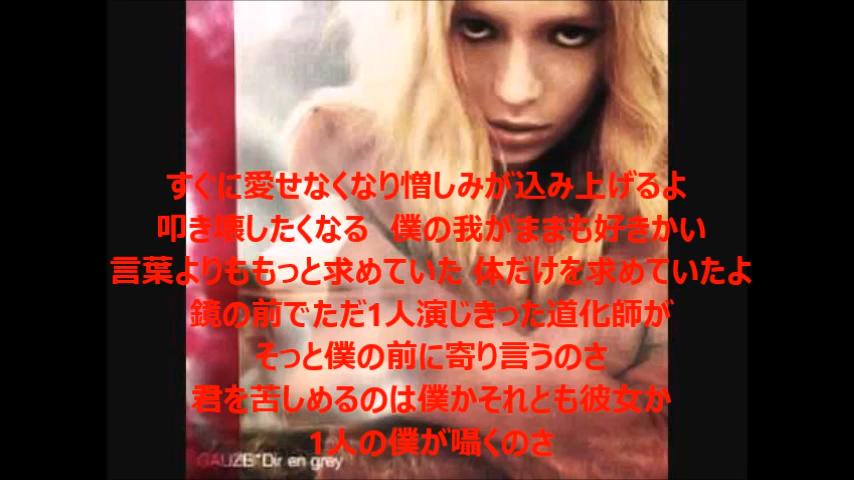 すぐに愛せなくなり憎しみが込み上げるよ
叩き壊したくなる　僕の我がままも好きかい
言葉よりももっと求めていた 体だけを求めていたよ
鏡の前でただ1人演じきった道化師が
そっと僕の前に寄り言うのさ
君を苦しめるのは僕かそれとも彼女か
1人の僕が囁くのさ
GAUZE*Dir en grey